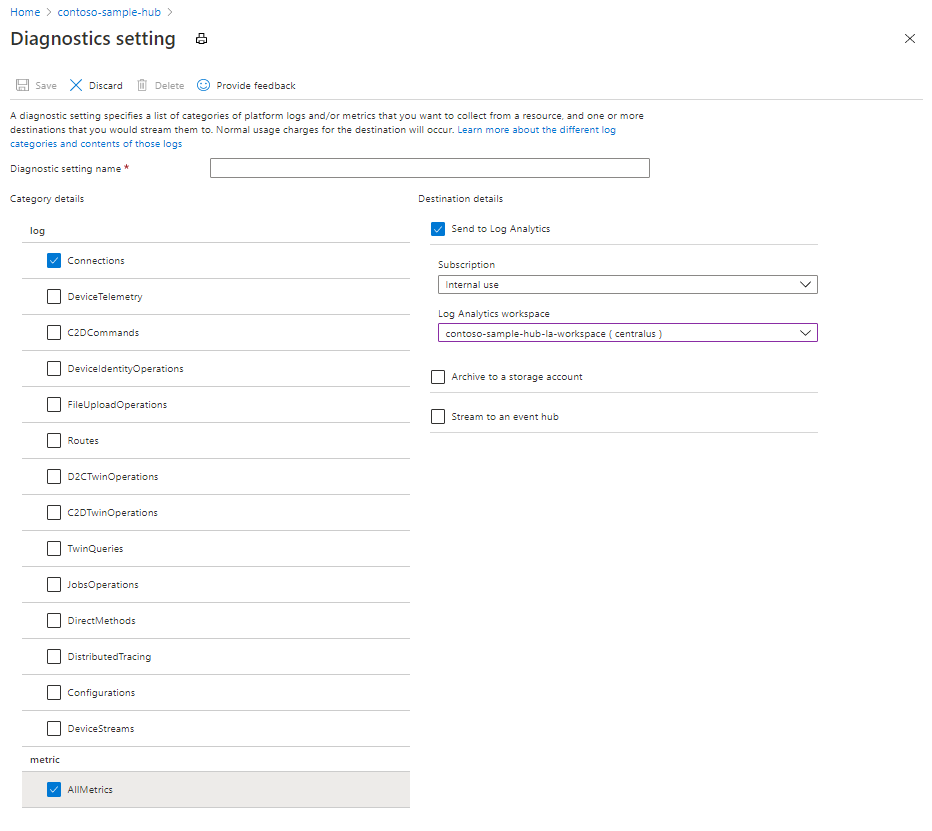 Home > contoso-sample-hub >
Diagnostics setting
Save Discard Delete Provide feedback
A diagnostic setting specifies a list of categories of platform logs and/or metrics that you want to collect from a resource, and one or more
destinations that you would stream them to. Normal usage charges for the destination will occur. Learn more about the different log
categories and contents of those logs
Diagnostic setting name *
Category details
Destination details
log
Send to Log Analytics
Connections
Subscription
DeviceTelemetry
Internal use
Log Analytics workspace
C2DCommands
contoso-sample-hub-la-workspace ( centralus )
DeviceIdentityOperations
Archive to a storage account
FileUploadOperations
Stream to an event hub
Routes
D2CTwinOperations
C2DTwinOperations
TwinQueries
JobsOperations
DirectMethods
DistributedTracing
Configurations
DeviceStreams
metric
AllMetrics